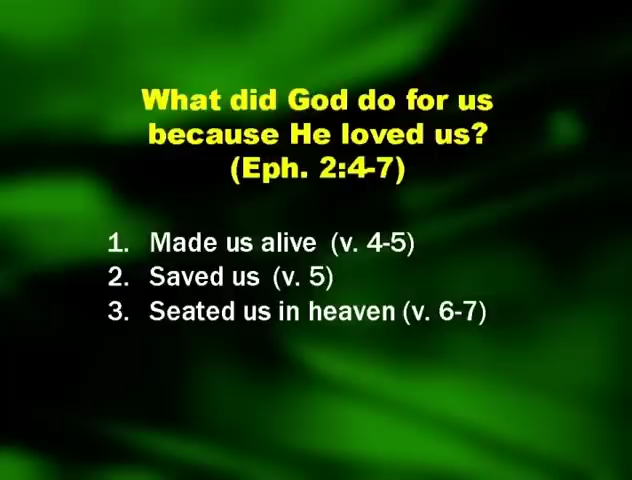 What did God do for us
because He loved us?
(Eph. 2:4-7)
1. Made us alive (v. 4-5)
2. Saved us (v. 5)
3. Seated us in heaven (v. 6-7)